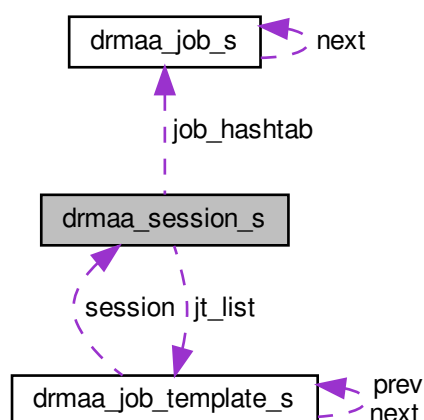 drmaa_job_s
next
job_hashtab
drmaa_session_s
session
jt_list
drmaa_job_template_s
prev
next